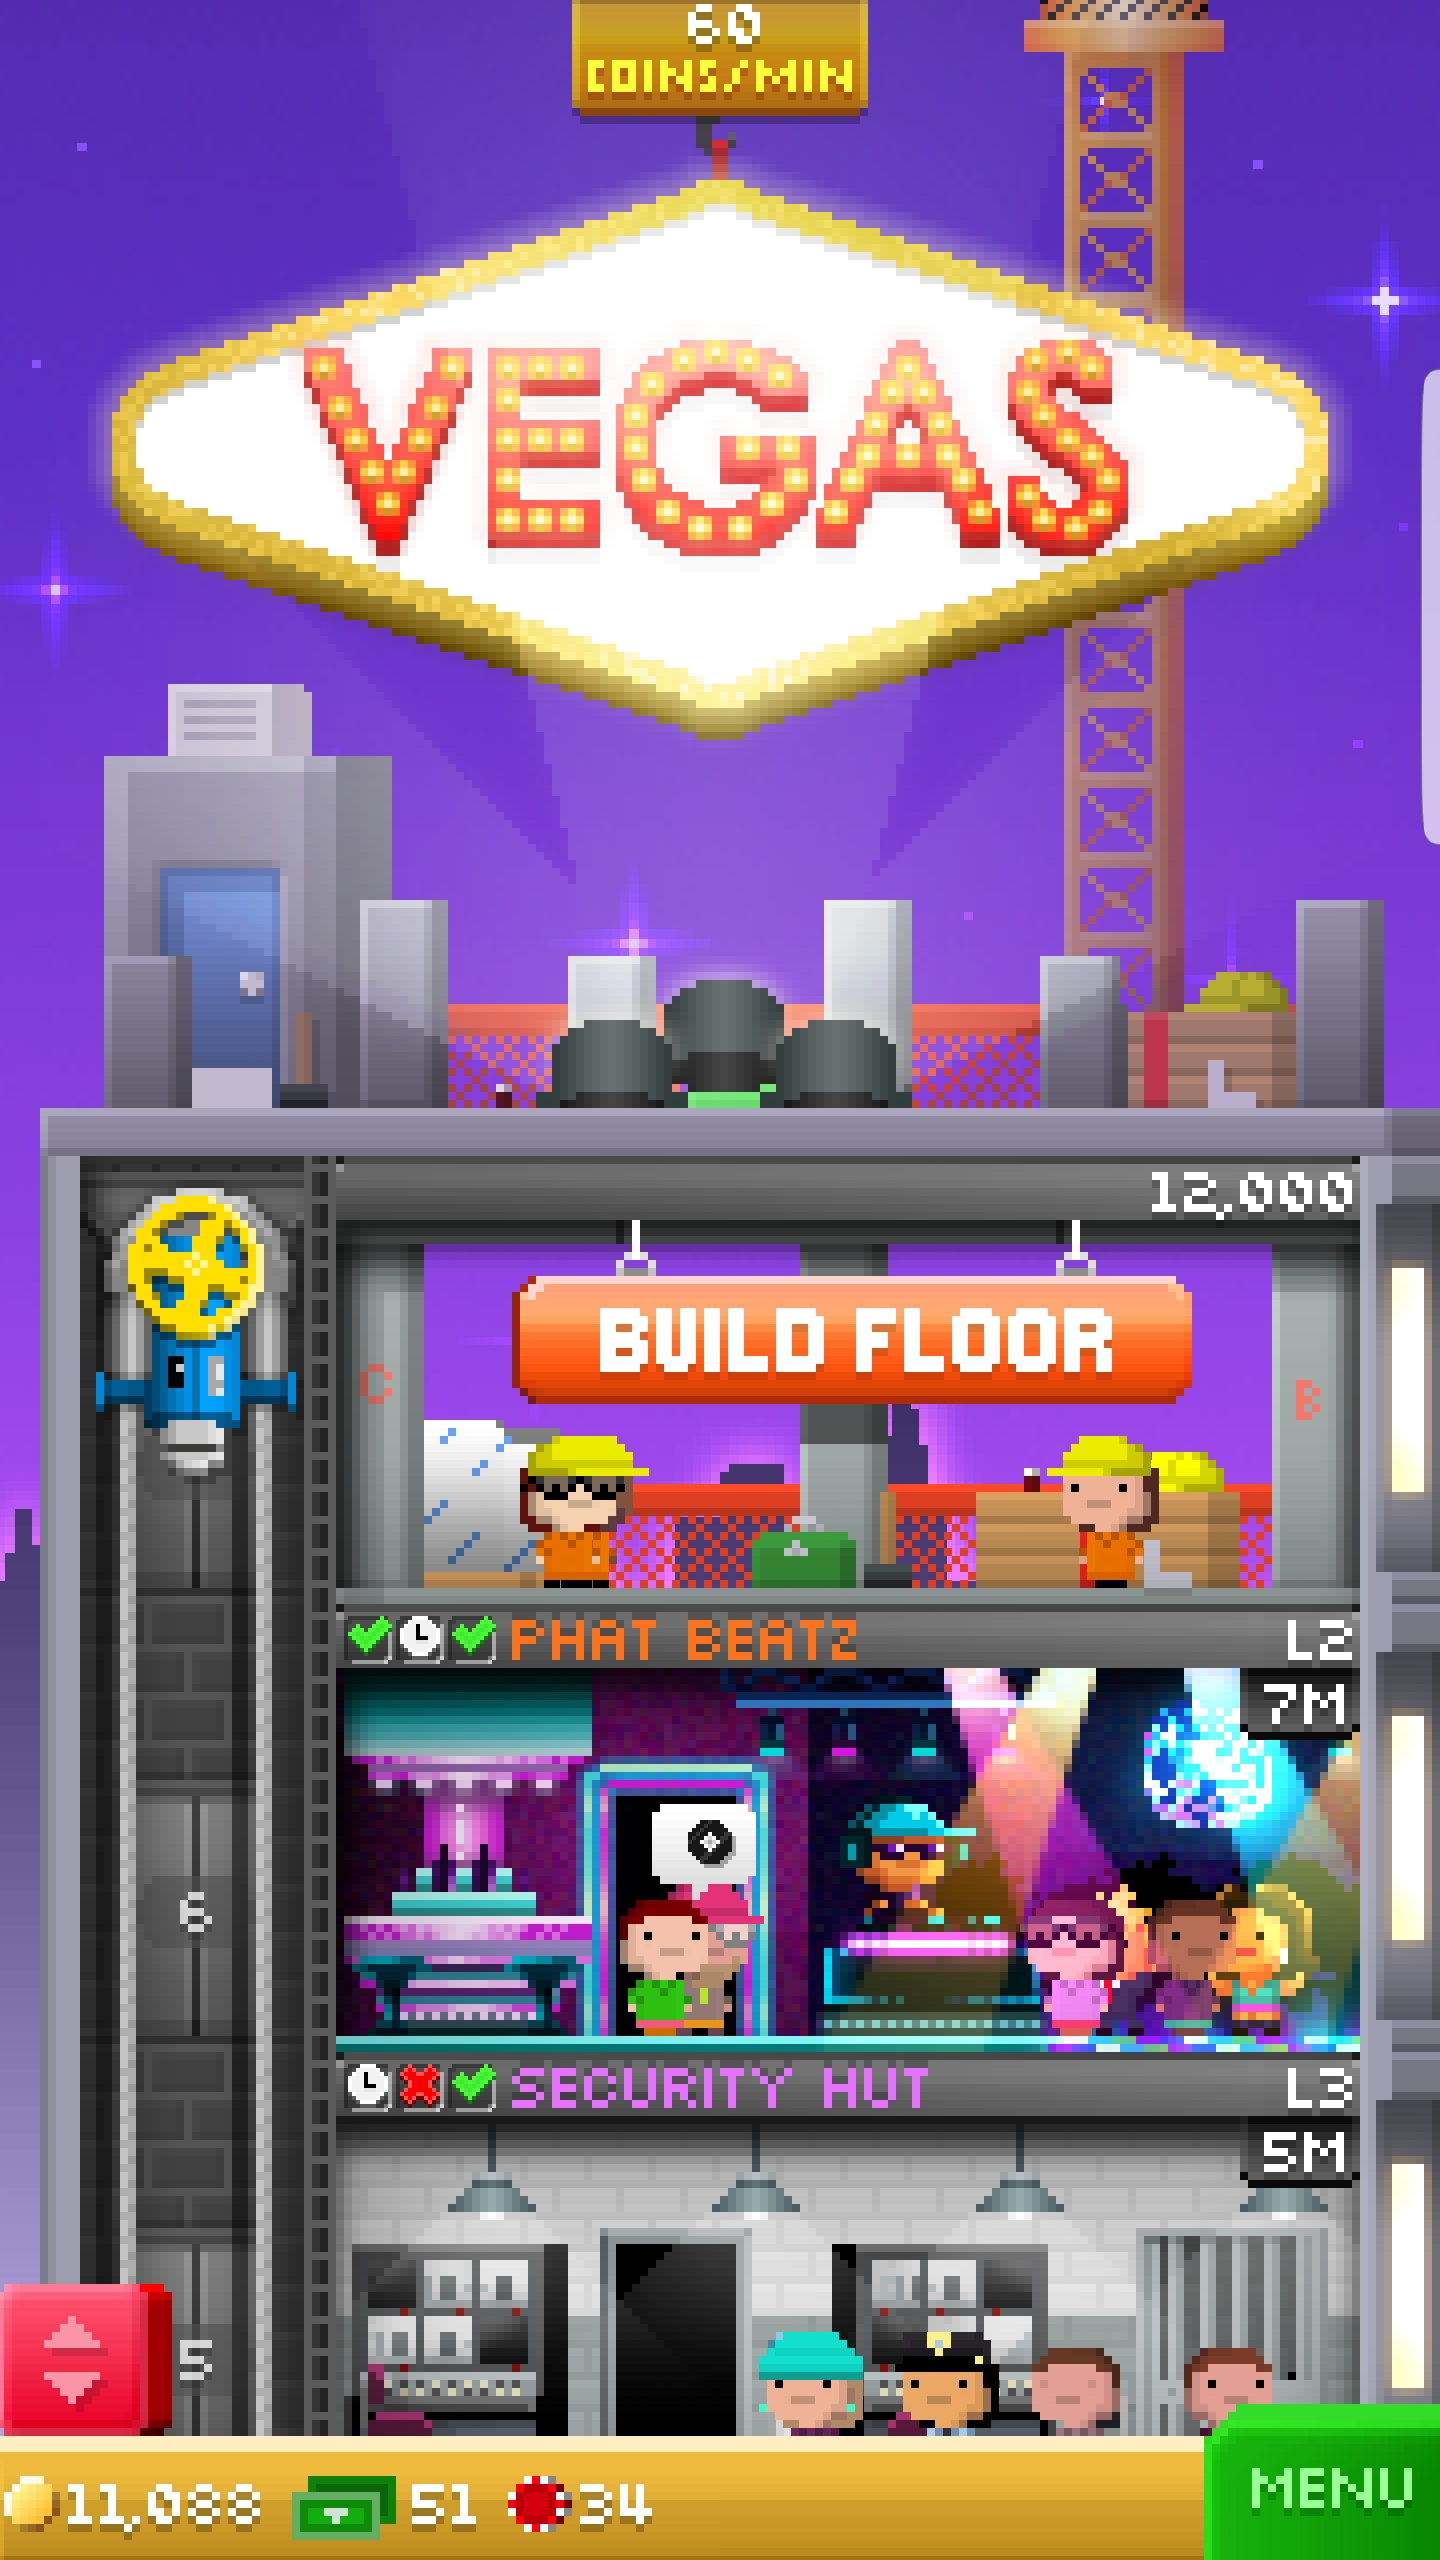 60
COINS/MIN
VEGAS
12,000
BUILD FLOOR
C
B
PHAT BEATZ L2
7M
6
SECURITY HUT L3
5M
5
11,088 51 34 MENU